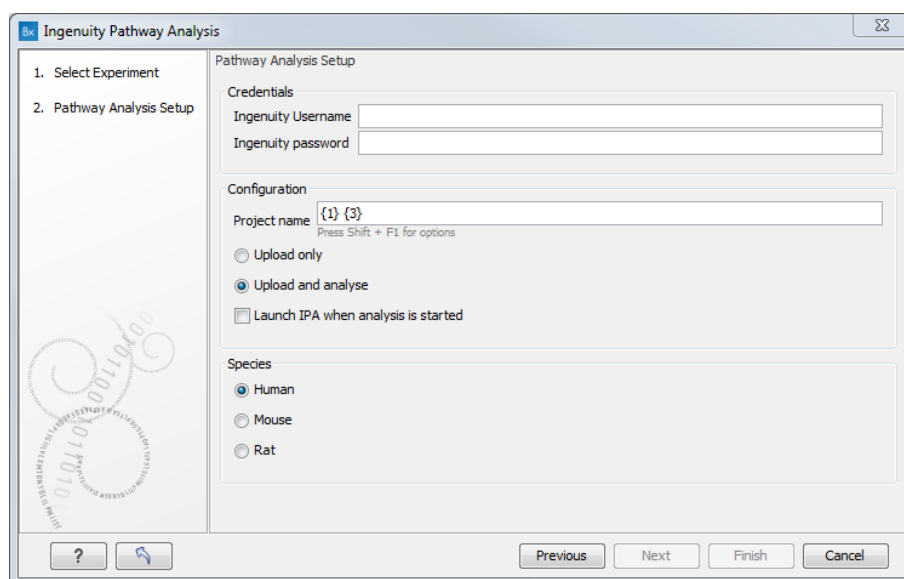 Bx Ingenuity Pathway Analysis
1. Select Experiment
2. Pathway Analysis Setup
Pathway Analysis Setup
Credentials
Ingenuity Username
Ingenuity password
Configuration
Project name {1} {3}
Press Shift + F1 for options
Upload only
Upload and analyse
Launch IPA when analysis is started
Species
Human
Mouse
Rat
?
Previous
Next
Finish
Cancel